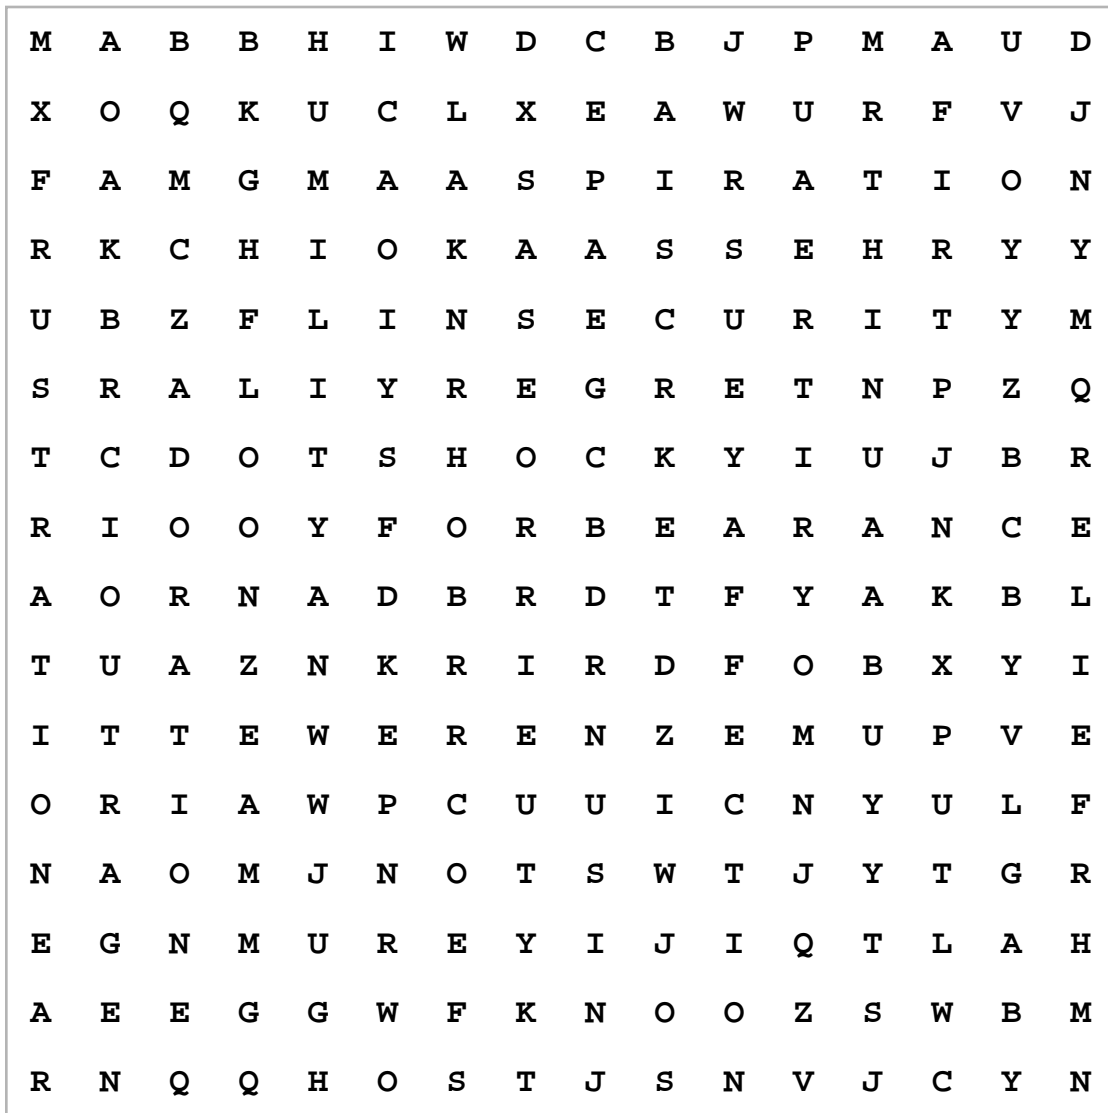 M A B B H I W D C B J P M A U D
X O Q K U C L X E A W U R F V J
F A M G M A A S P I R A T I O N
R K C H I O K A A S S E H R Y Y
U B Z F L I N S E C U R I T Y M
S R A L I Y R E G R E T N P Z Q
T C D O T S H O C K Y I U J B R
R I O O Y F O R B E A R A N C E
A O R N A D B R D T F Y A K B L
T U A Z N K R I R D F O B X Y I
I T T E W E R E N Z E M U P V E
O R I A W P C U U I C N Y U L F
N A O M J N O T S W T J Y T G R
E G N M U R E Y I J I Q T L A H
A E E G G W F K N O O Z S W B M
R N Q Q H O S T J S N V J C Y N